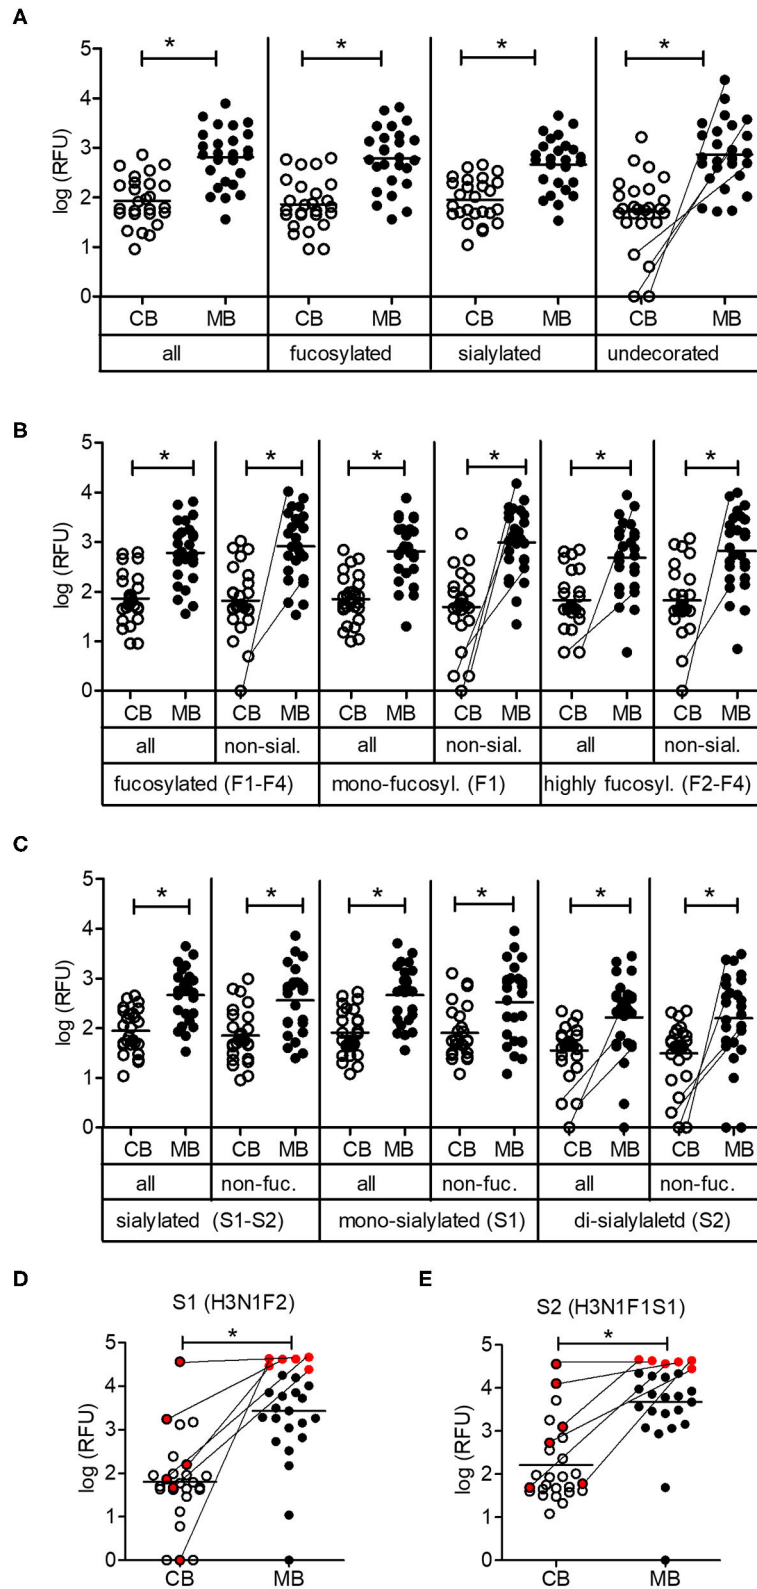 A
* * * *
5
4
3
2
1
0
log (RFU)
CB MB CB MB CB MB CB MB
all fucosylated sialylated undecorated
B
* * * * * *
5
4
3
2
1
0
log (RFU)
CB MB CB MB CB MB CB MB CB MB CB MB
all non-sial. all non-sial. all non-sial.
fucosylated (F1-F4) mono-fucosyl. (F1) highly fucosyl. (F2-F4)
C
* * * * * *
5
4
3
2
1
0
log (RFU)
CB MB CB MB CB MB CB MB CB MB CB MB
all non-fuc. all non-fuc. all non-fuc.
sialylated (S1-S2) mono-sialylated (S1) di-sialylaletd (S2)
D
S1 (H3N1F2)
*
5
4
3
2
1
0
log (RFU)
CB MB
E
S2 (H3N1F1S1)
*
5
4
3
2
1
0
log (RFU)
CB MB